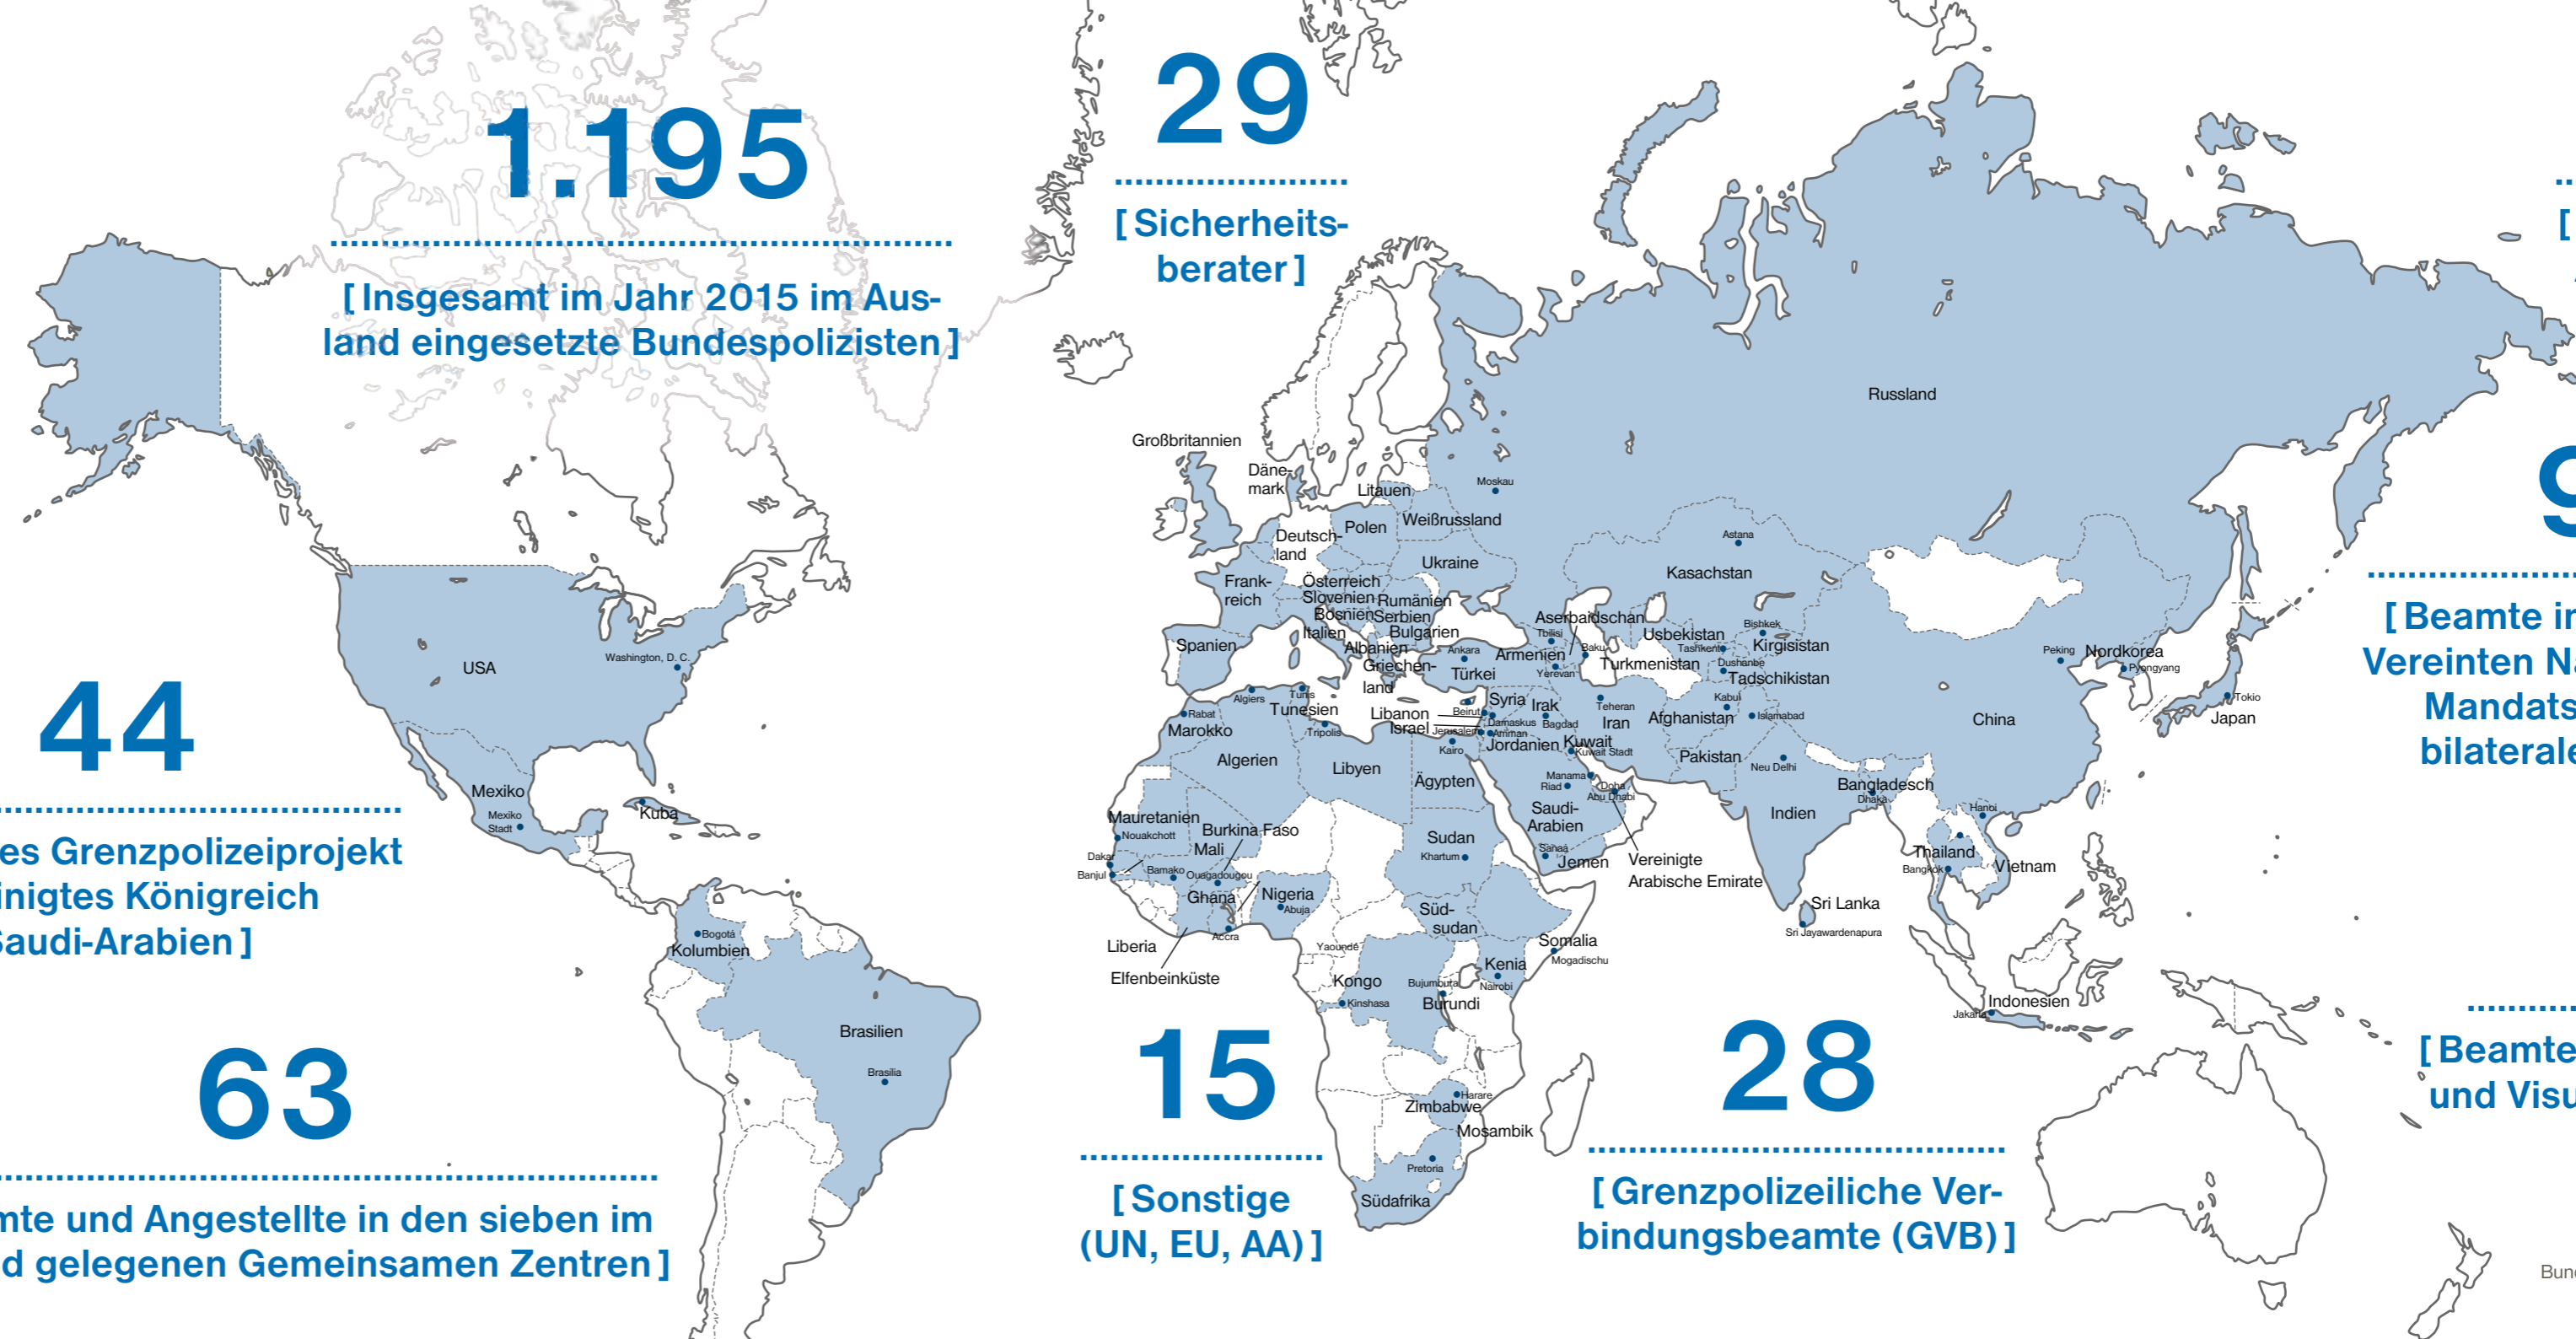 1.195
[Insgesamt im Jahr 2015 im Aus-
land eingesetzte Bundespolizisten]
29
[Sicherheits-
berater]
44
es Grenzpolizeiprojekt
inigtes Königreich
Saudi-Arabien]
63
mte und Angestellte in den sieben im
d gelegenen Gemeinsamen Zentren]
15
[Sonstige
(UN, EU, AA)]
28
[Grenzpolizeiliche Ver-
bindungsbeamte (GVB)]
9
[Beamte in
Vereinten Na
Mandats
bilaterale
[
[Beamte
und Visu
Bund
USA
Washington, D. C.
Mexiko
Mexiko
Stadt
Kuba
Bogotá
Kolumbien
Brasilien
Brasilia
Großbritannien
Däne-
mark
Litauen
Moskau
Russland
Polen
Weißrussland
Deutsch-
land
Ukraine
Frank-
reich
Österreich
Slovenien
Rumänien
Bosnien
Serbien
Italien
Bulgarien
Spanien
Albanien
Griechen-
land
Ankara
Türkei
Aserbaidschan
Tbilisi
Baku
Armenien
Yerevan
Astana
Kasachstan
Usbekistan
Tashkent
Bishkek
Kirgisistan
Turkmenistan
Dushanbe
Tadschikistan
Kabul
Afghanistan
Islamabad
Pakistan
Teheran
Iran
Syria
Irak
Libanon
Beirut
Damaskus
Bagdad
Israel
Jerusalem
Amman
Jordanien
Kuwait
Kuwait Stadt
Kairo
Manama
Riad
Doha
Abu Dhabi
Saudi-
Arabien
Sanaa
Jemen
Vereinigte
Arabische Emirate
Peking
Nordkorea
Pyongyang
Tokio
Japan
China
Neu Delhi
Indien
Bangladesch
Dhaka
Hanoi
Thailand
Bangkok
Vietnam
Sri Lanka
Sri Jayawardenapura
Indonesien
Jakarta
Algiers
Tunis
Tunesien
Tripolis
Rabat
Marokko
Algerien
Libyen
Ägypten
Mauretanien
Nouakchott
Burkina Faso
Mali
Dakar
Banjul
Bamako
Ouagadougou
Ghana
Accra
Nigeria
Abuja
Liberia
Elfenbeinküste
Sudan
Khartum
Süd-
sudan
Yaoundé
Kongo
Kinshasa
Bujumbura
Burundi
Somalia
Mogadischu
Kenia
Nairobi
Harare
Zimbabwe
Mosambik
Pretoria
Südafrika